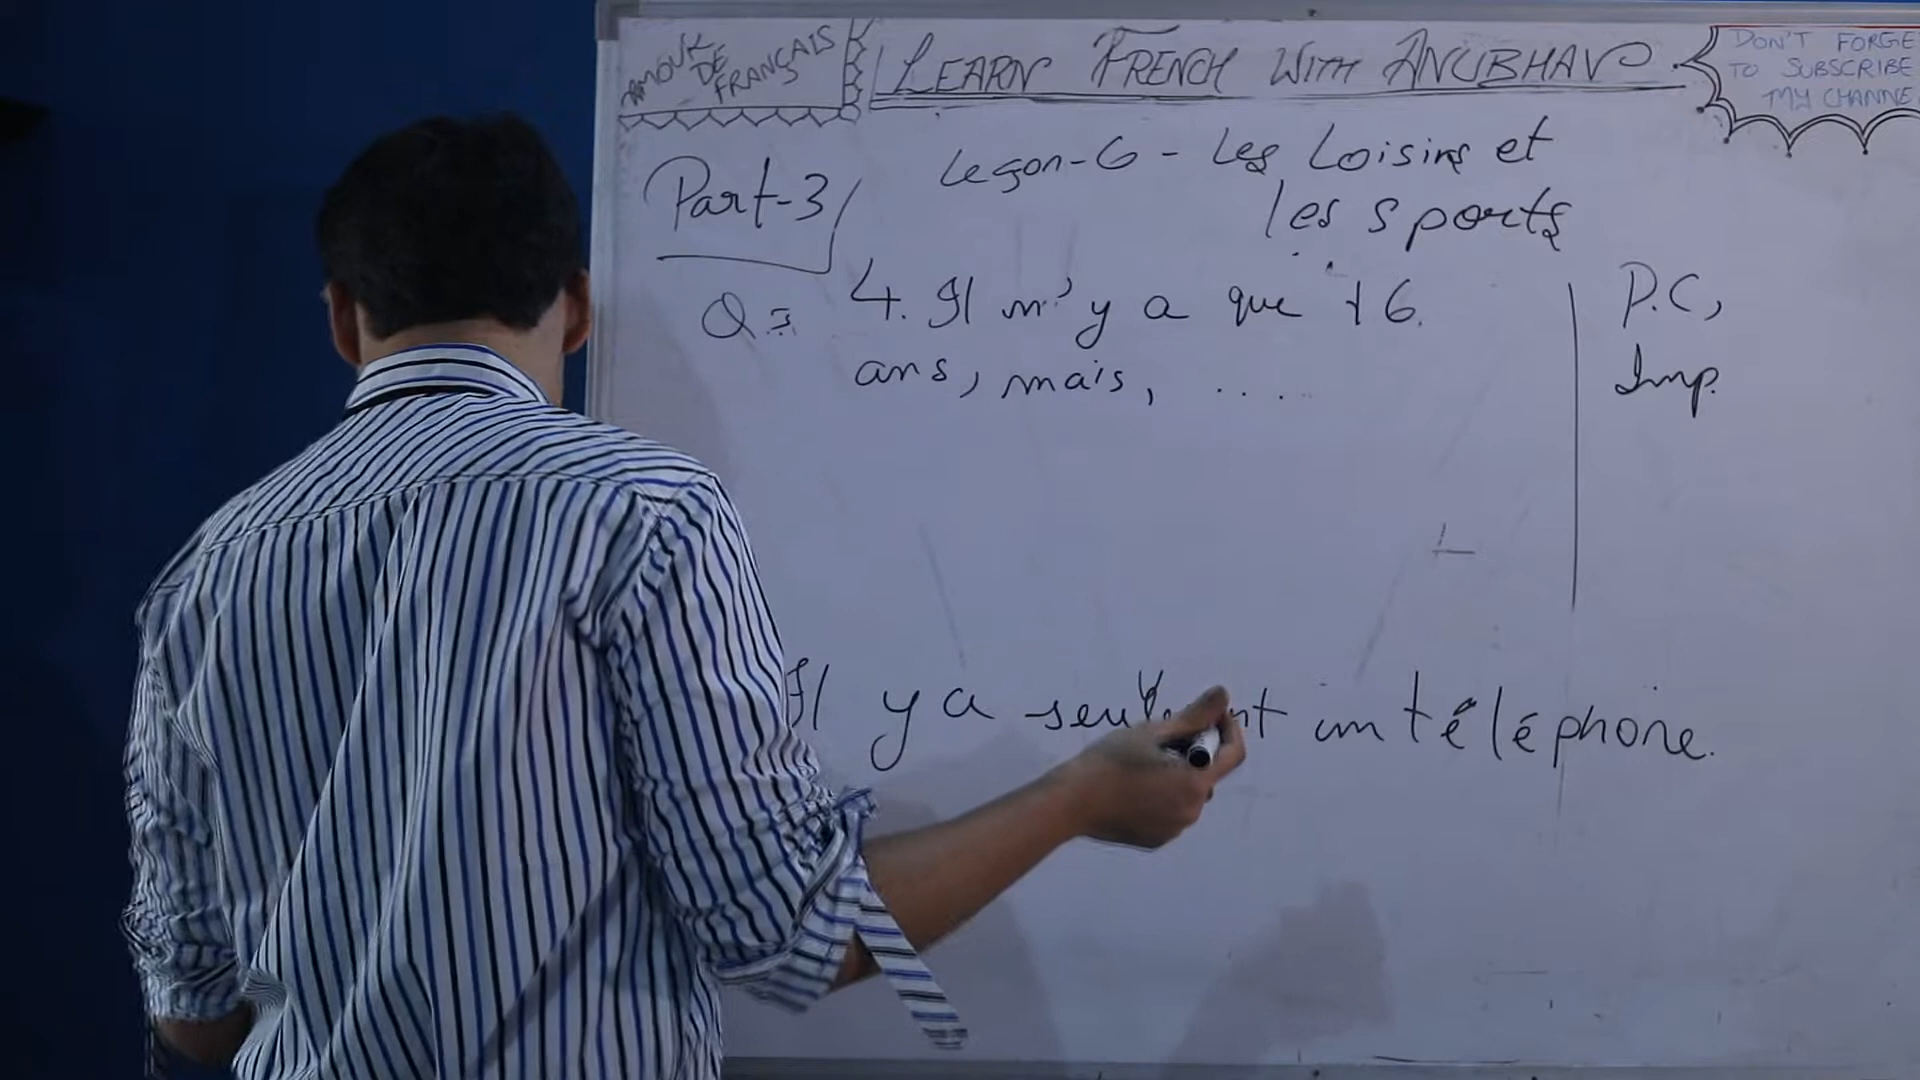 AMOUR DE FRANÇAIS
LEARN FRENCH WITH ANUBHAV
DON'T FORGE
TO SUBSCRIBE
MY CHANNE
Part-3
Leçon-6 - Les Loisirs et
les sports
Q 3
4. Il n'y a que 16
ans, mais, ....
P.C,
Imp.
Il y a un téléphone.